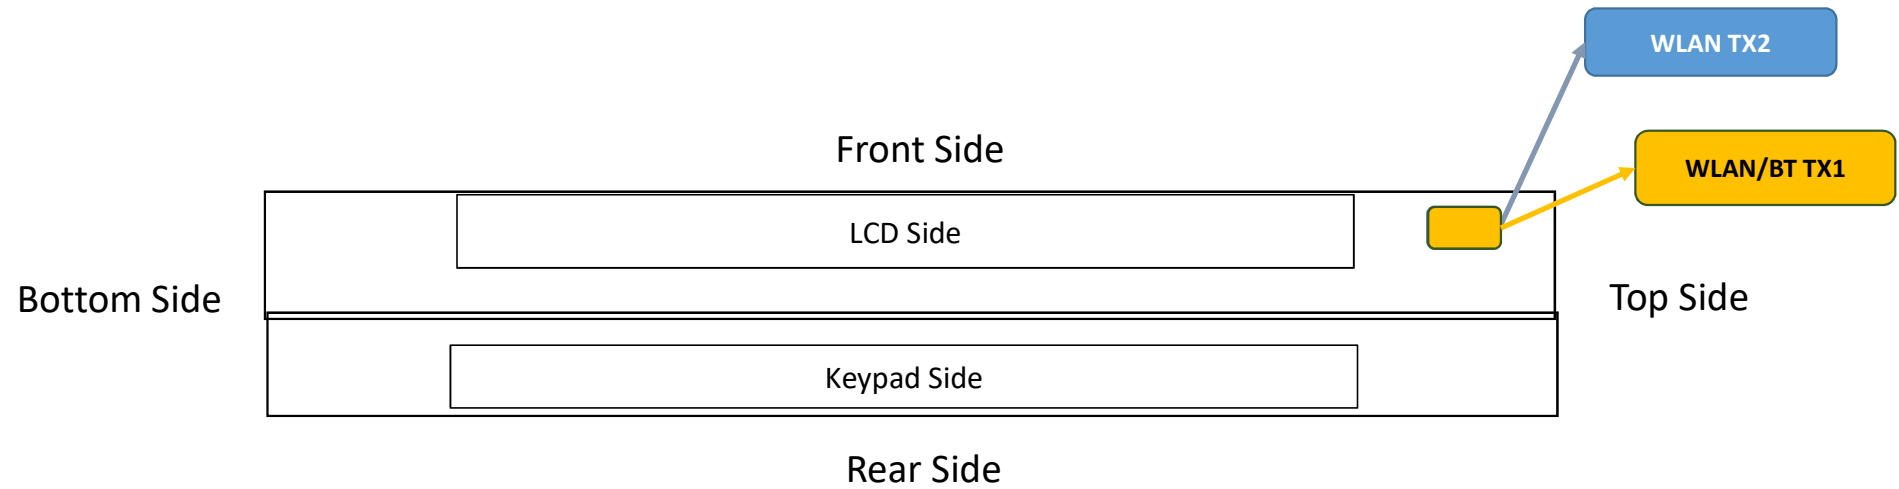 WLAN TX2
Front Side
WLAN/BT TX1
LCD Side
Bottom Side
Top Side
Keypad Side
Rear Side